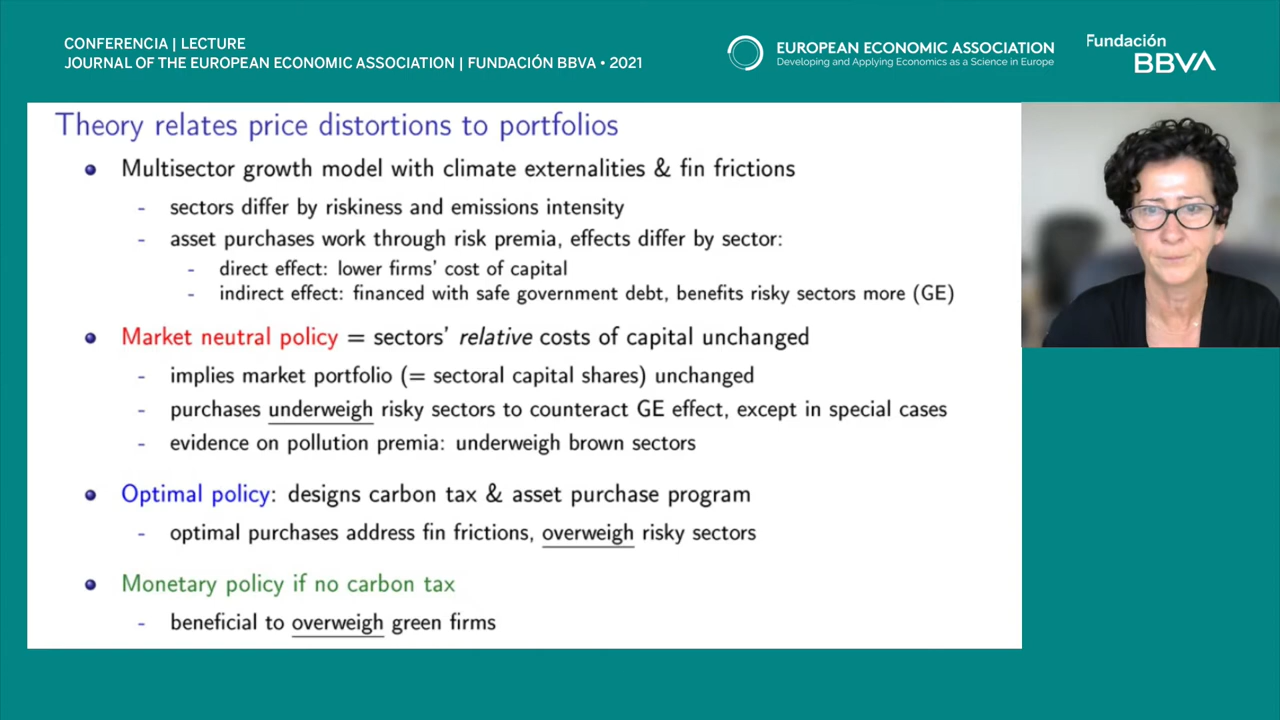 CONFERENCIA | LECTURE
JOURNAL OF THE EUROPEAN ECONOMIC ASSOCIATION | FUNDACIÓN BBVA • 2021
EUROPEAN ECONOMIC ASSOCIATION
Developing and Applying Economics as a Science in Europe
Fundación
BBVA
Theory relates price distortions to portfolios
Multisector growth model with climate externalities & fin frictions
- sectors differ by riskiness and emissions intensity
- asset purchases work through risk premia, effects differ by sector:
- direct effect: lower firms' cost of capital
- indirect effect: financed with safe government debt, benefits risky sectors more (GE)
Market neutral policy = sectors' relative costs of capital unchanged
- implies market portfolio (= sectoral capital shares) unchanged
- purchases underweigh risky sectors to counteract GE effect, except in special cases
- evidence on pollution premia: underweigh brown sectors
Optimal policy: designs carbon tax & asset purchase program
- optimal purchases address fin frictions, overweigh risky sectors
Monetary policy if no carbon tax
- beneficial to overweigh green firms